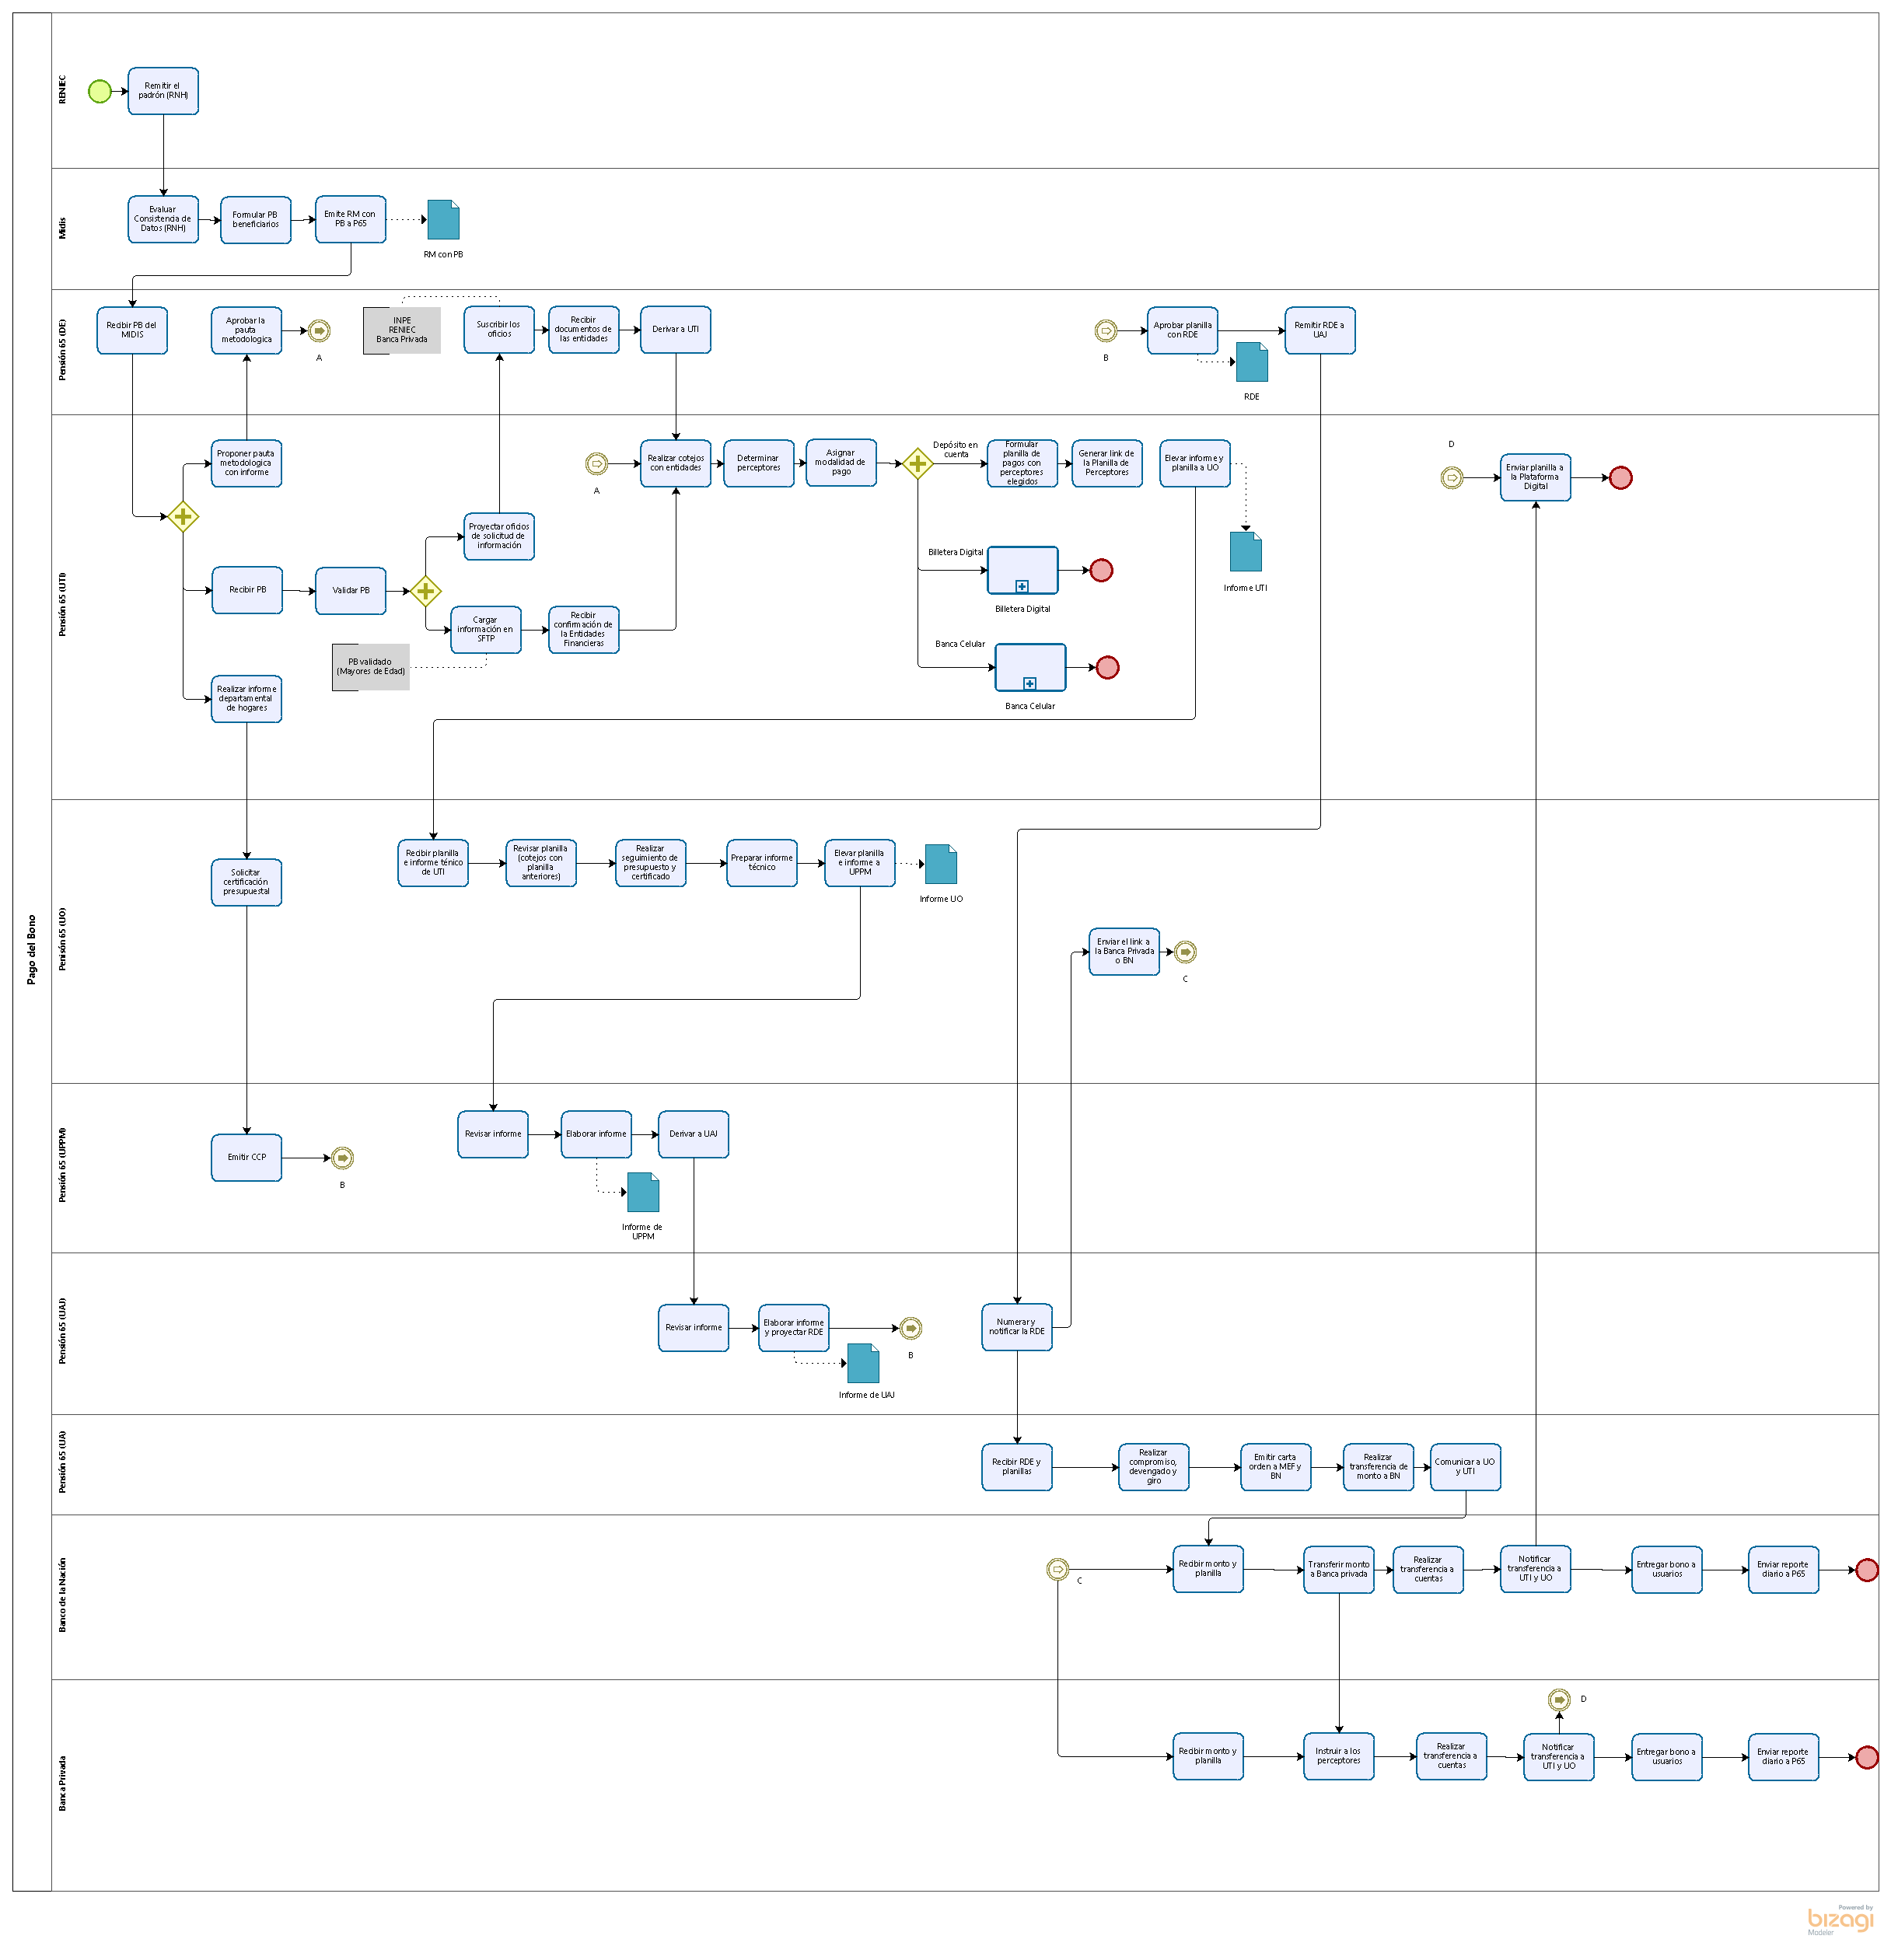 Pago del Bono
RENIEC
Remitir el
padrón (RNH)
Midis
Evaluar
Consistencia de
Datos (RNH)
Formular PB
beneficiarios
Emite RM con
PB a P65
RM con PB
Pensión 65 (DE)
Recibir PB del
MIDIS
Aprobar la
pauta
metodologica
A
INPE
RENIEC
Banca Privada
Suscribir los
oficios
Recibir
documentos de
las entidades
Derivar a UTI
B
Aprobar planilla
con RDE
RDE
Remitir RDE a
UAJ
Pensión 65 (UTI)
Proponer pauta
metodologica
con informe
Recibir PB
Validar PB
Realizar informe
departamental
de hogares
Proyectar oficios
de solicitud de
información
Cargar
información en
SFTP
PB validado
(Mayores de Edad)
Recibir
confirmación de
la Entidades
Financieras
A
Realizar cotejos
con entidades
Determinar
perceptores
Asignar
modalidad de
pago
Depósito en
cuenta
Formular
planilla de
pagos con
perceptores
elegidos
Generar link de
la Planilla de
Perceptores
Elevar informe y
planilla a UO
Informe UTI
Billetera Digital
Billetera Digital
Banca Celular
Banca Celular
D
Enviar planilla a
la Plataforma
Digital
Penisón 65 (UO)
Solicitar
certificación
presupuestal
Recibir planilla
e informe ténico
de UTI
Revisar planilla
(cotejos con
planilla
anteriores)
Realizar
seguimiento de
presupuesto y
certificado
Preparar informe
técnico
Elevar planilla
e informe a
UPPM
Informe UO
Enviar el link a
la Banca Privada
o BN
C
Pensión 65 (UPPM)
Emitir CCP
B
Revisar informe
Elaborar informe
Informe de
UPPM
Derivar a UAJ
Pensión 65 (UAJ)
Revisar informe
Elaborar informe
y proyectar RDE
Informe de UAJ
B
Numerar y
notificar la RDE
Pensión 65 (UA)
Recibir RDE y
planillas
Realizar
compromiso,
devengado y
giro
Emitir carta
orden a MEF y
BN
Realizar
transferencia de
monto a BN
Comunicar a UO
y UTI
Banco de la Nación
C
Recibir monto y
planilla
Transferir monto
a Banca privada
Realizar
transferencia a
cuentas
Notificar
transferencia a
UTI y UO
Entregar bono a
usuarios
Enviar reporte
diario a P65
Banca Privada
Recibir monto y
planilla
Instruir a los
perceptores
Realizar
transferencia a
cuentas
Notificar
transferencia a
UTI y UO
D
Entregar bono a
usuarios
Enviar reporte
diario a P65
Powered by
bizagi
Modeler